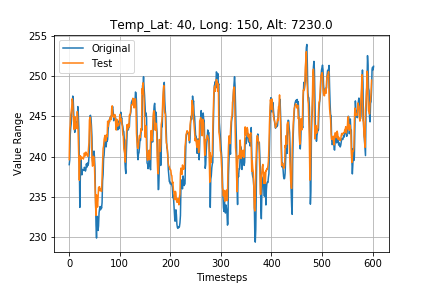 Temp_Lat: 40, Long: 150, Alt: 7230.0
Original
Test
Value Range
255
250
245
240
235
230
0 100 200 300 400 500 600
Timesteps